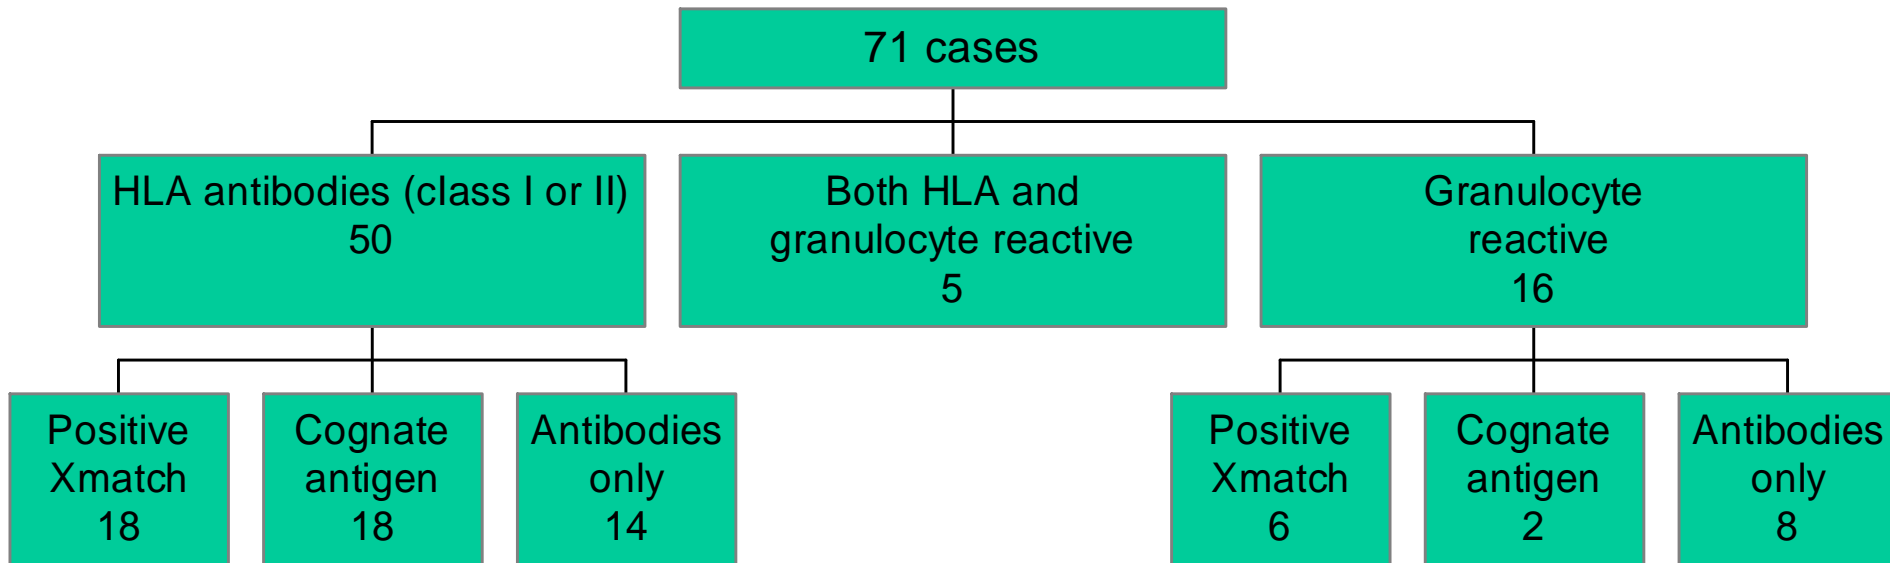 71 cases
HLA antibodies (class I or II)
50
Both HLA and
granulocyte reactive
5
Granulocyte
reactive
16
Positive
Xmatch
18
Cognate
antigen
18
Antibodies
only
14
Positive
Xmatch
6
Cognate
antigen
2
Antibodies
only
8